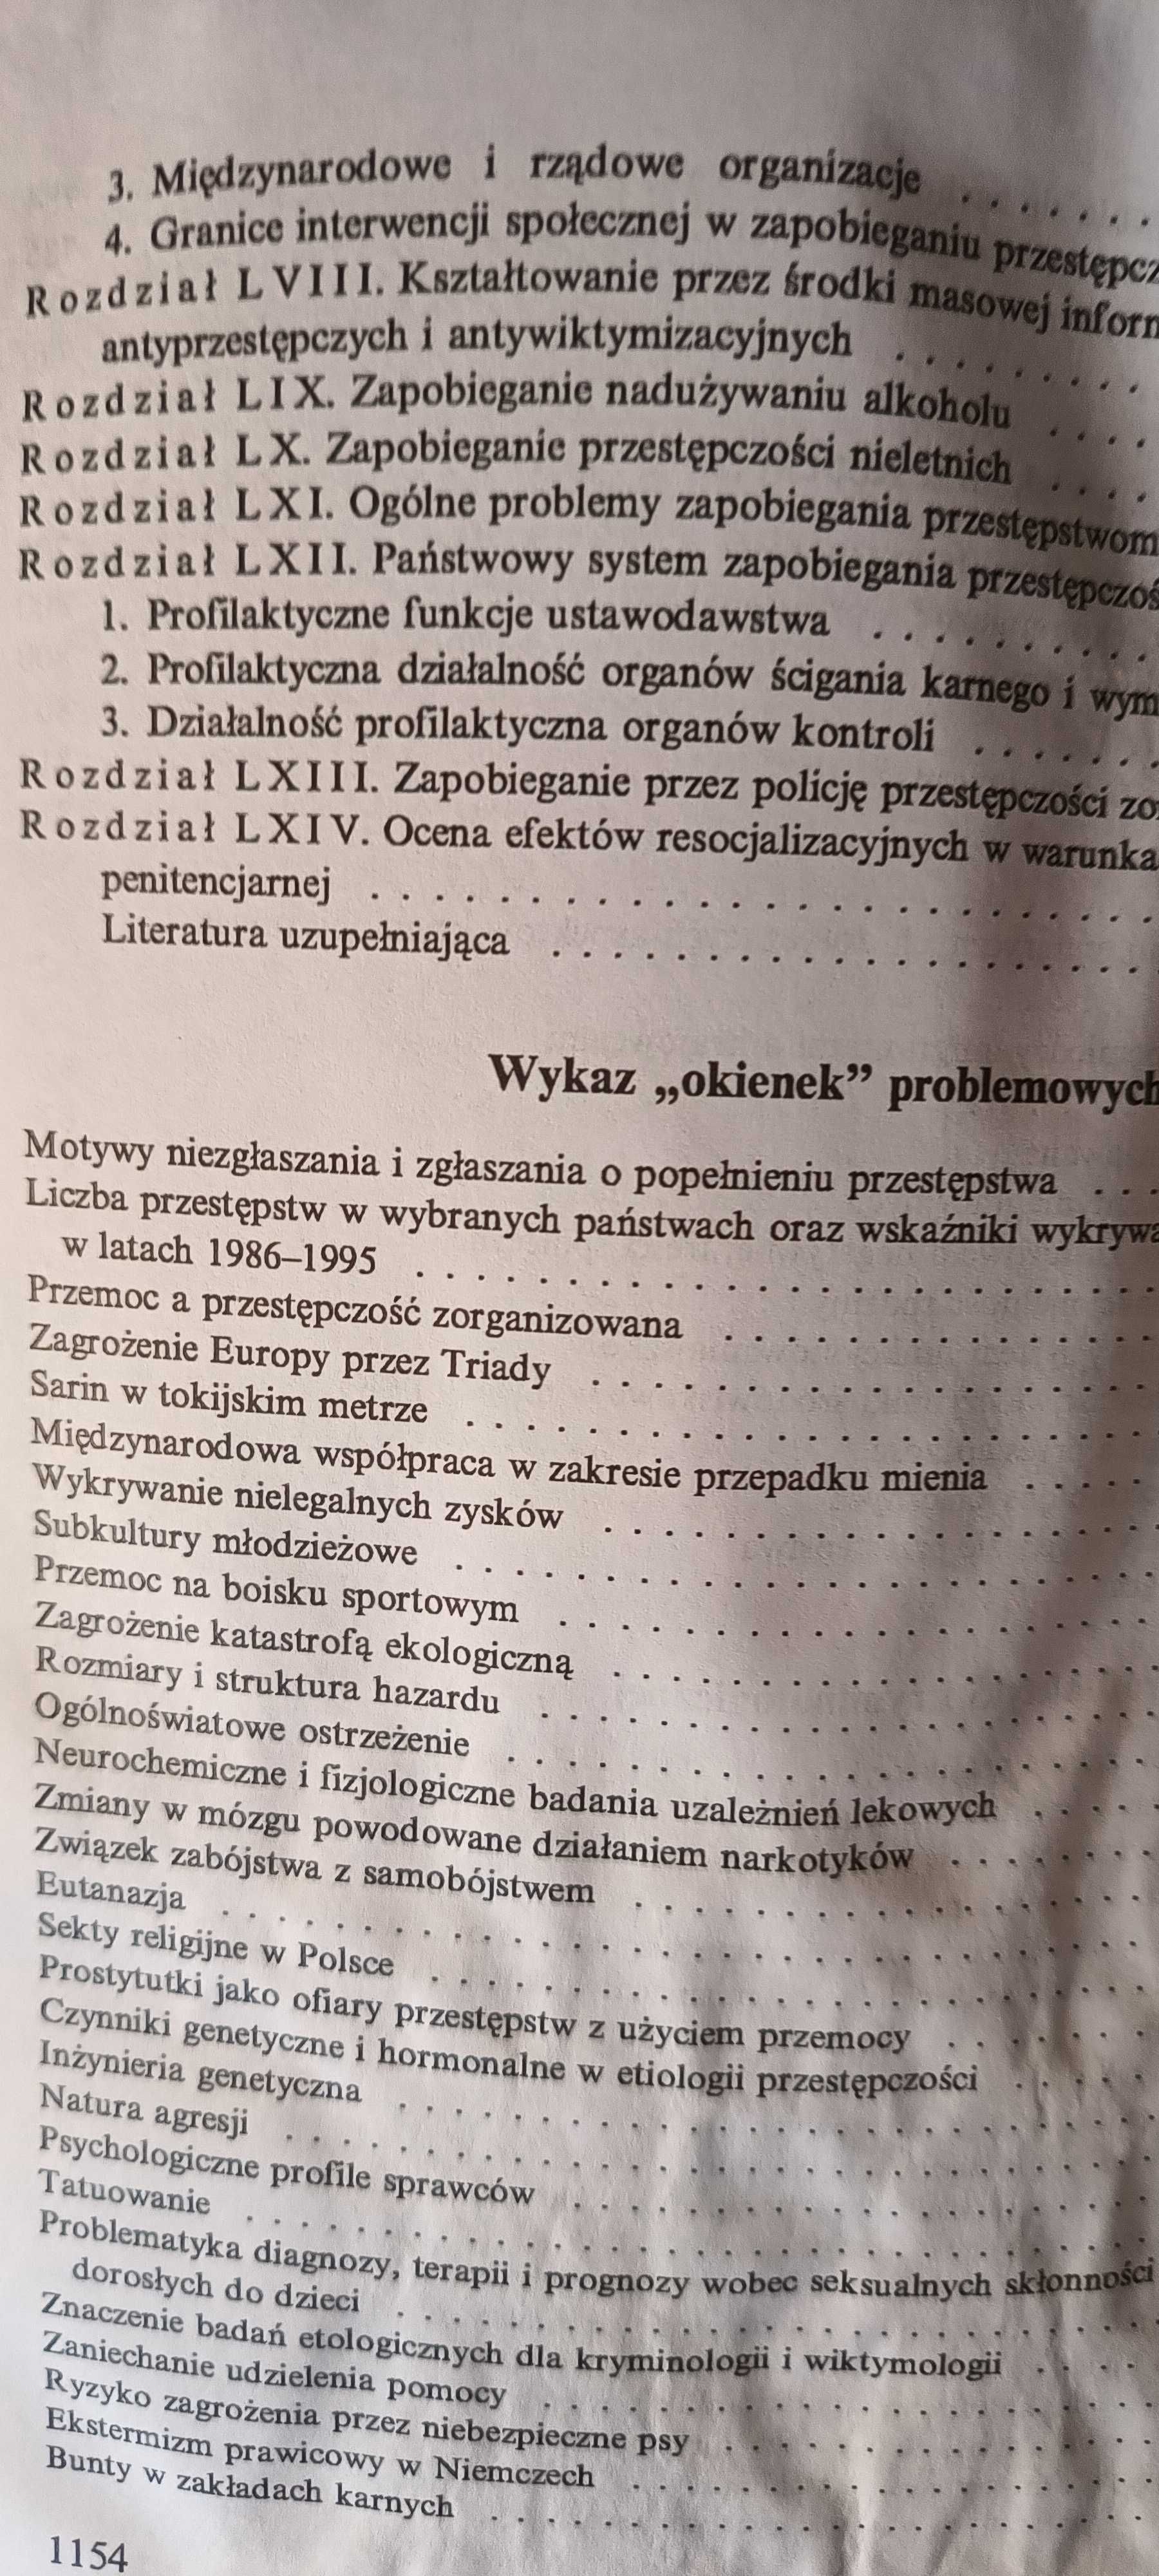 3. Międzynarodowe i rządowe organizacje . . . . . . .
4. Granice interwencji społecznej w zapobieganiu przestępcz
Rozdział LVIII. Kształtowanie przez środki masowej inform
antyprzestępczych i antywiktymizacyjnych . . . . . . . . .
Rozdział LIX. Zapobieganie nadużywaniu alkoholu . . . .
Rozdział LX. Zapobieganie przestępczości nieletnich . . . .
Rozdział LXI. Ogólne problemy zapobiegania przestępstwom
Rozdział LXII. Państwowy system zapobiegania przestępczoś
1. Profilaktyczne funkcje ustawodawstwa . . . . . . . . . .
2. Profilaktyczna działalność organów ścigania karnego i wym
3. Działalność profilaktyczna organów kontroli . . . . . . .
Rozdział LXIII. Zapobieganie przez policję przestępczości zo
Rozdział LXIV. Ocena efektów resocjalizacyjnych w warunka
penitencjarnej . . . . . . . . . . . . . . . . . . .
Literatura uzupełniająca . . . . . . . . . . . . . . .
Wykaz „okienek” problemowych
Motywy niezgłaszania i zgłaszania o popełnieniu przestępstwa . . .
Liczba przestępstw w wybranych państwach oraz wskaźniki wykrywa
w latach 1986–1995 . . . . . . . . . . . . . . . . . . . .
Przemoc a przestępczość zorganizowana . . . . . . . . . . . .
Zagrożenie Europy przez Triady . . . . . . . . . . . . . . .
Sarin w tokijskim metrze . . . . . . . . . . . . . . . . . .
Międzynarodowa współpraca w zakresie przepadku mienia . . . . .
Wykrywanie nielegalnych zysków . . . . . . . . . . . . . . .
Subkultury młodzieżowe . . . . . . . . . . . . . . . . . .
Przemoc na boisku sportowym . . . . . . . . . . . . . . . .
Zagrożenie katastrofą ekologiczną . . . . . . . . . . . . . .
Rozmiary i struktura hazardu . . . . . . . . . . . . . . . .
Ogólnoświatowe ostrzeżenie . . . . . . . . . . . . . . . . .
Neurochemiczne i fizjologiczne badania uzależnień lekowych . . . .
Zmiany w mózgu powodowane działaniem narkotyków . . . . . . .
Związek zabójstwa z samobójstwem . . . . . . . . . . . . . .
Eutanazja . . . . . . . . . . . . . . . . . . . . . . . .
Sekty religijne w Polsce . . . . . . . . . . . . . . . . . .
Prostytutki jako ofiary przestępstw z użyciem przemocy . . . . . .
Czynniki genetyczne i hormonalne w etiologii przestępczości . . . .
Inżynieria genetyczna . . . . . . . . . . . . . . . . . . .
Natura agresji . . . . . . . . . . . . . . . . . . . . . .
Psychologiczne profile sprawców . . . . . . . . . . . . . . .
Tatuowanie . . . . . . . . . . . . . . . . . . . . . . .
Problematyka diagnozy, terapii i prognozy wobec seksualnych skłonności
dorosłych do dzieci . . . . . . . . . . . . . . . . . . . .
Znaczenie badań etologicznych dla kryminologii i wiktymologii . . . .
Zaniechanie udzielenia pomocy . . . . . . . . . . . . . . . .
Ryzyko zagrożenia przez niebezpieczne psy . . . . . . . . . . .
Ekstermizm prawicowy w Niemczech . . . . . . . . . . . . . .
Bunty w zakładach karnych . . . . . . . . . . . . . . . . .
1154